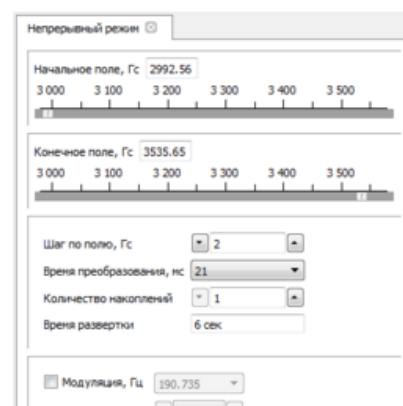 Непрерывный режим
Начальное поле, Гс 2992.56
3 000 3 100 3 200 3 300 3 400 3 500
Конечное поле, Гс 3535.65
3 000 3 100 3 200 3 300 3 400 3 500
Шаг по полю, Гс 2
Время преобразования, мс 21
Количество накоплений 1
Время развертки 6 сек
Модуляция, Гц 190.735